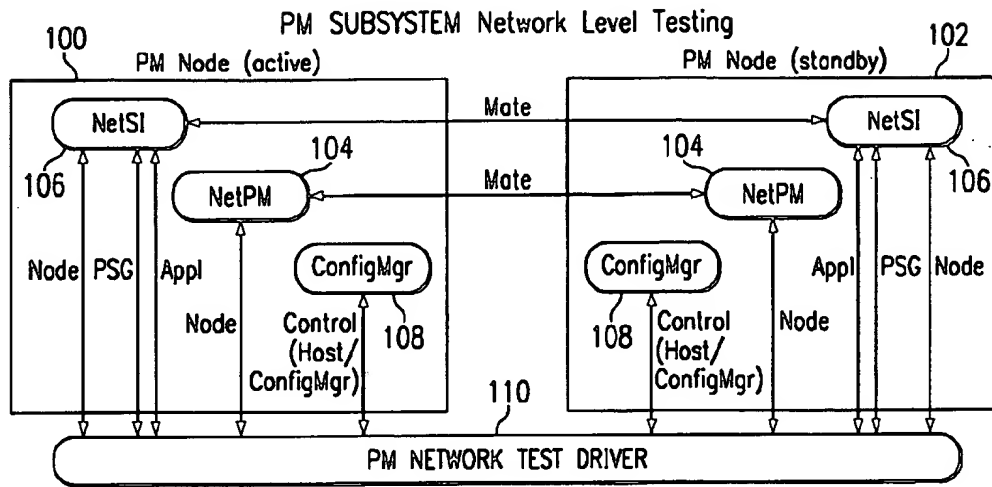 PM SUBSYSTEM Network Level Testing
100
102
PM Node (active)
PM Node (standby)
NetSI
Mate
NetSI
106
104
104
106
NetPM
Mate
NetPM
ConfigMgr
ConfigMgr
Node
PSG
Appl
Appl
PSG
Node
108
108
Node
Control
(Host/
ConfigMgr)
Control
(Host/
ConfigMgr)
Node
110
PM NETWORK TEST DRIVER